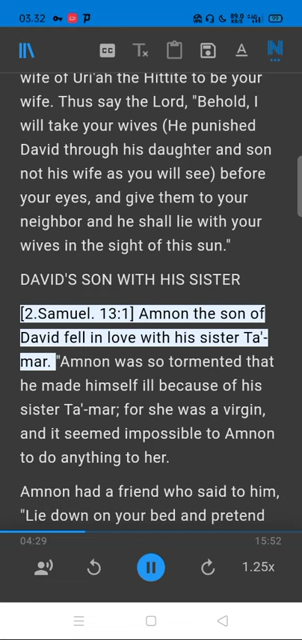 03.32
wife of Uri'ah the Hittite to be your
wife. Thus say the Lord, "Behold, I
will take your wives (He punished
David through his daughter and son
not his wife as you will see) before
your eyes, and give them to your
neighbor and he shall lie with your
wives in the sight of this sun."
DAVID'S SON WITH HIS SISTER
[2.Samuel. 13:1] Amnon the son of
David fell in love with his sister Ta'-
mar. "Amnon was so tormented that
he made himself ill because of his
sister Ta'-mar; for she was a virgin,
and it seemed impossible to Amnon
to do anything to her.
Amnon had a friend who said to him,
"Lie down on your bed and pretend
04:29
15:52
1.25x